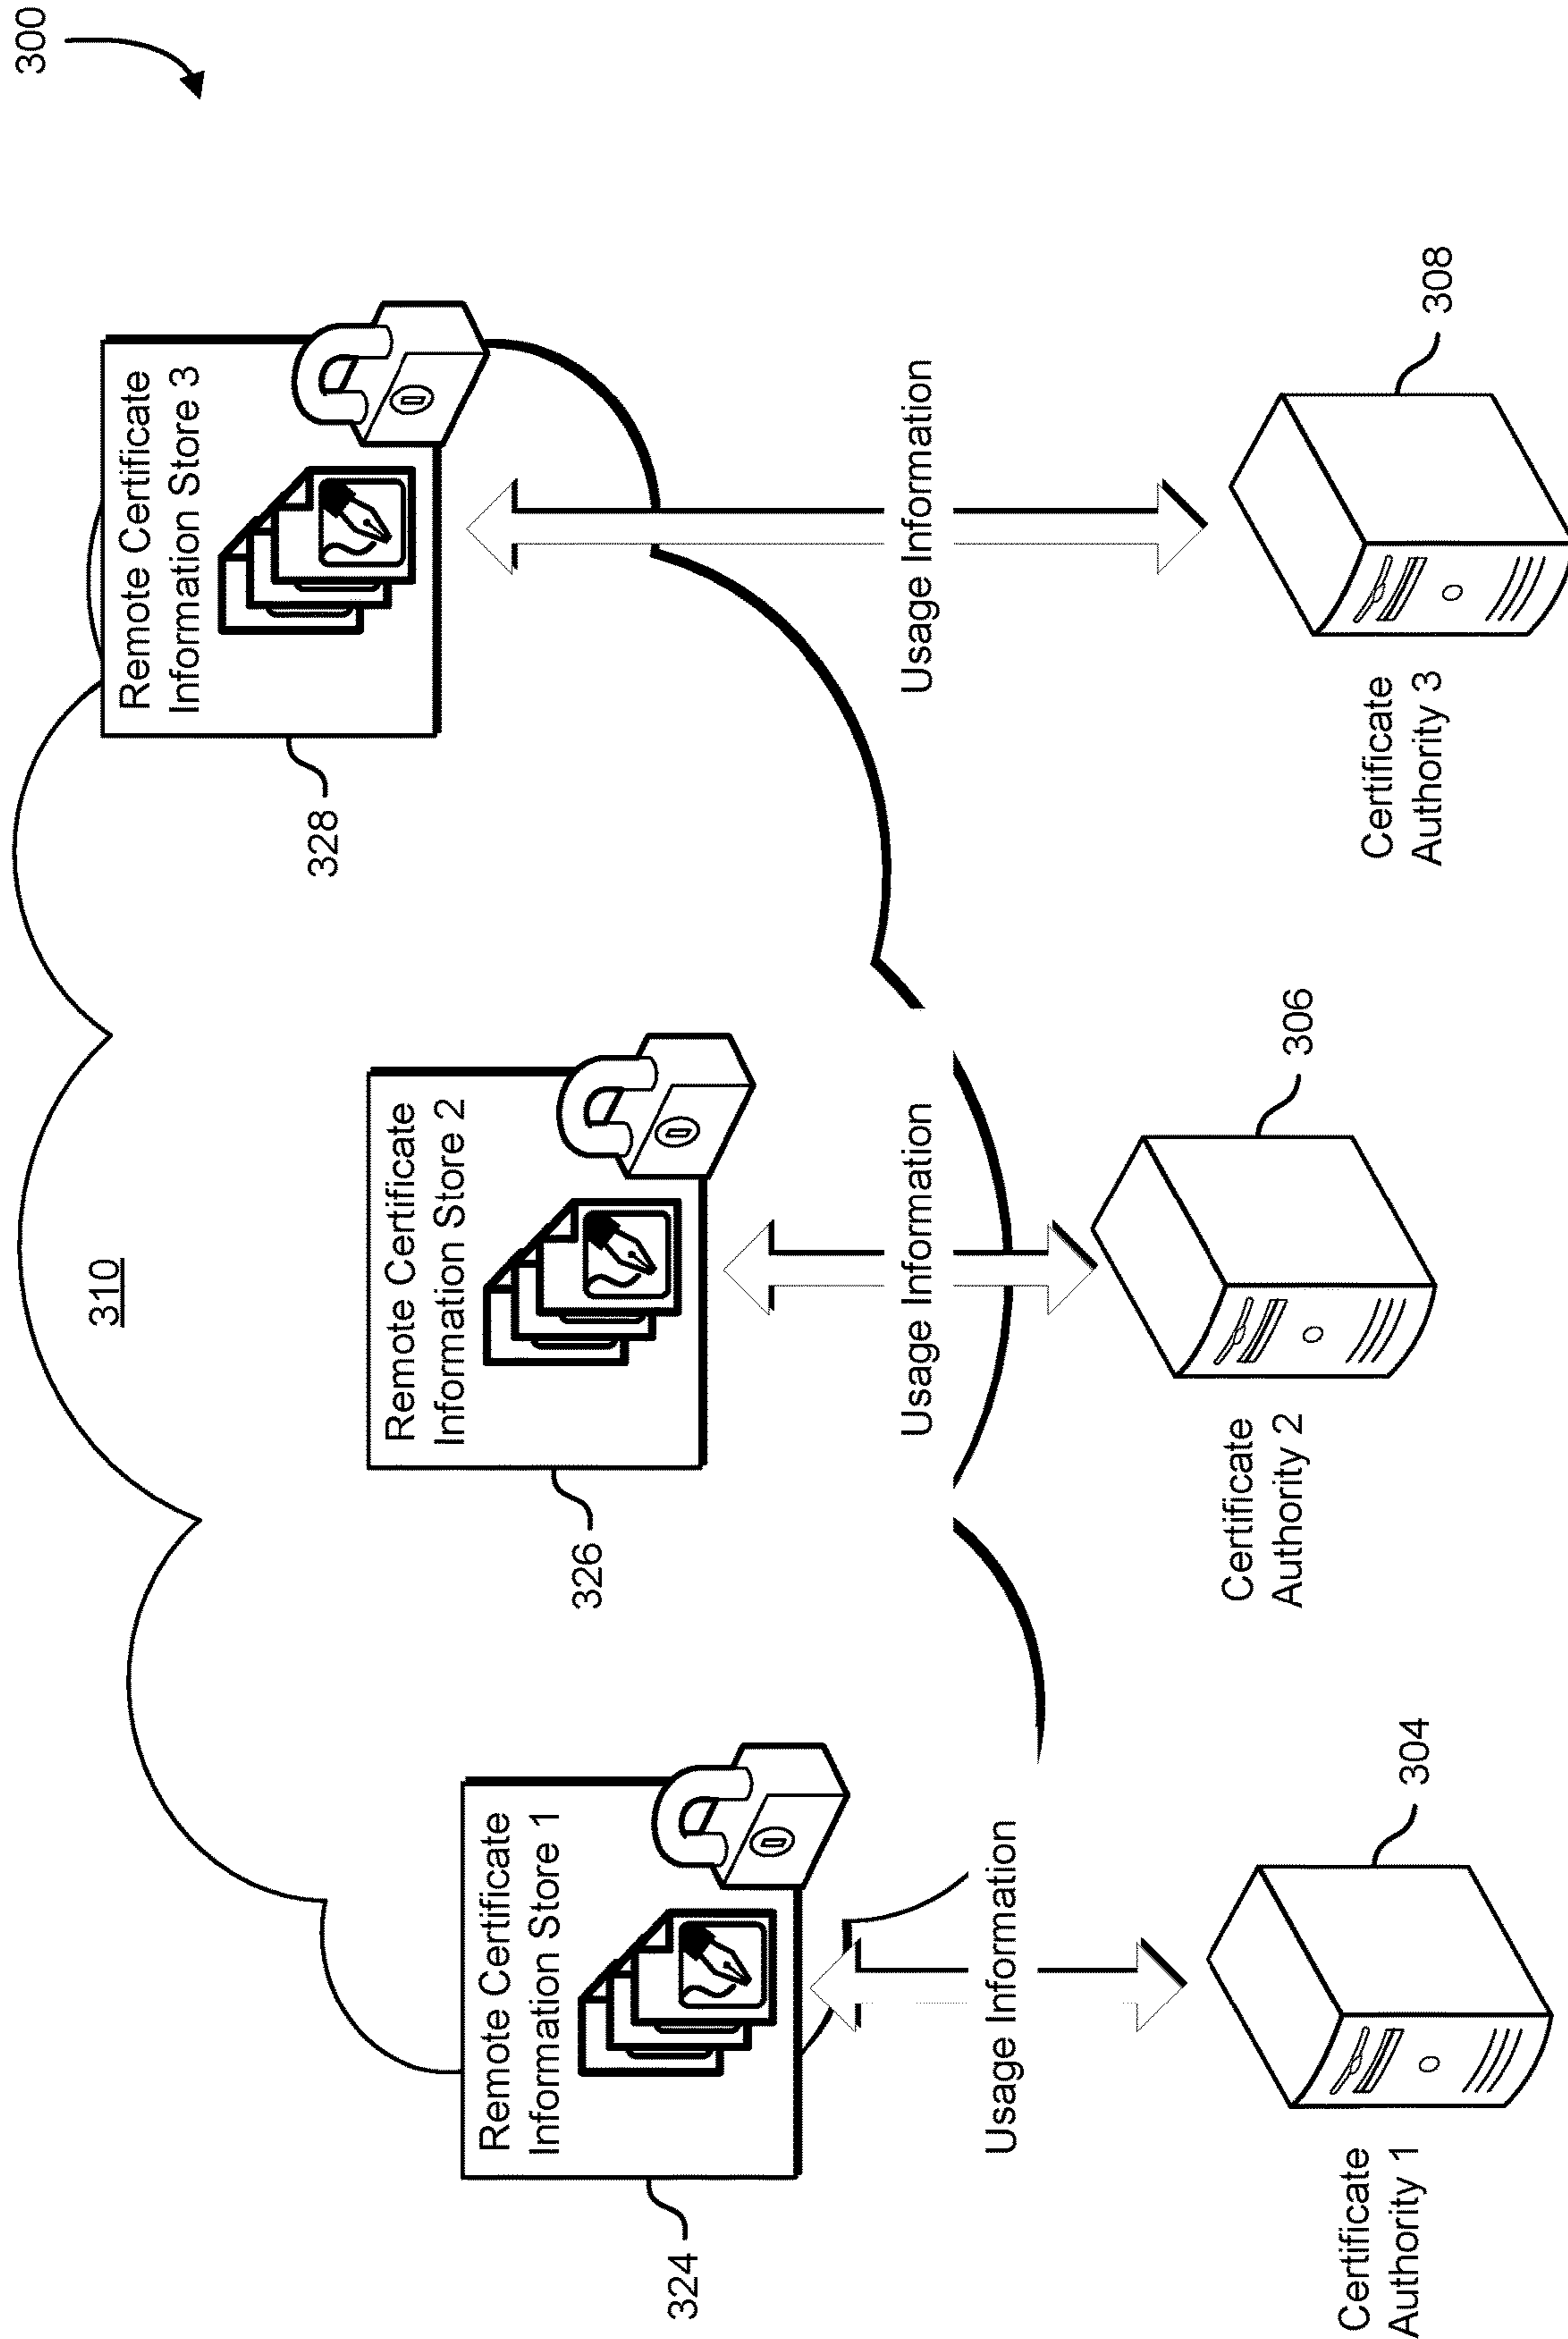 300
310
Remote Certificate
Information Store 1
324
Remote Certificate
Information Store 2
326
Remote Certificate
Information Store 3
328
Usage Information
Usage Information
Usage Information
Certificate
Authority 1
304
Certificate
Authority 2
306
Certificate
Authority 3
308